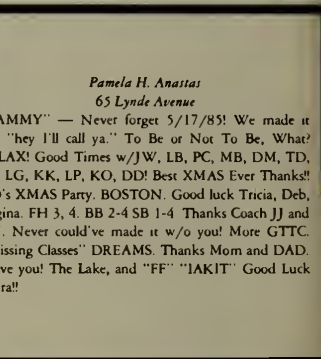 Pamela H. Anastas
65 Lynde Avenue
AMMY" — Never forget 5/17/85! We made it
"hey I'll call ya." To Be or Not To Be, What?
LAX! Good Times w/JW, LB, PC, MB, DM, TD,
LG, KK, LP, KO, DD! Best XMAS Ever Thanks!!
's XMAS Party. BOSTON. Good luck Tricia, Deb,
gina. FH 3, 4. BB 2-4 SB 1-4 Thanks Coach JJ and
. Never could've made it w/o you! More GTTC.
issing Classes" DREAMS. Thanks Mom and DAD.
ve you! The Lake, and "FF" "IAKIT" Good Luck
ra!!